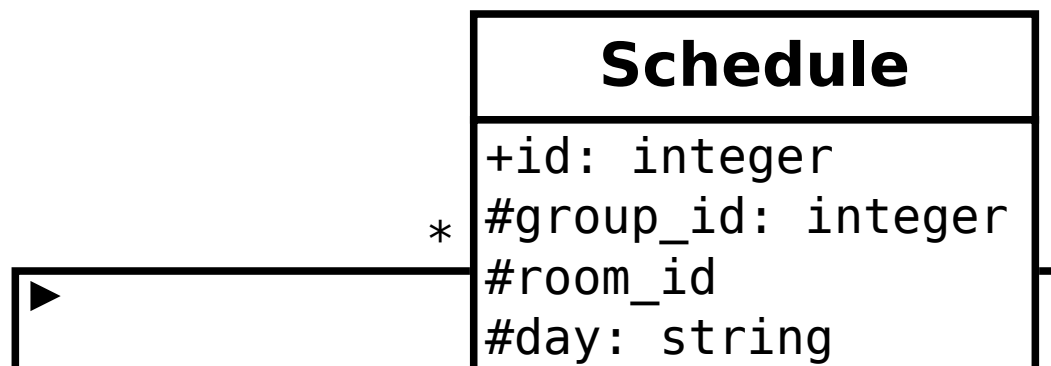 Schedule
+id: integer
#group_id: integer
*
#room_id
#day: string